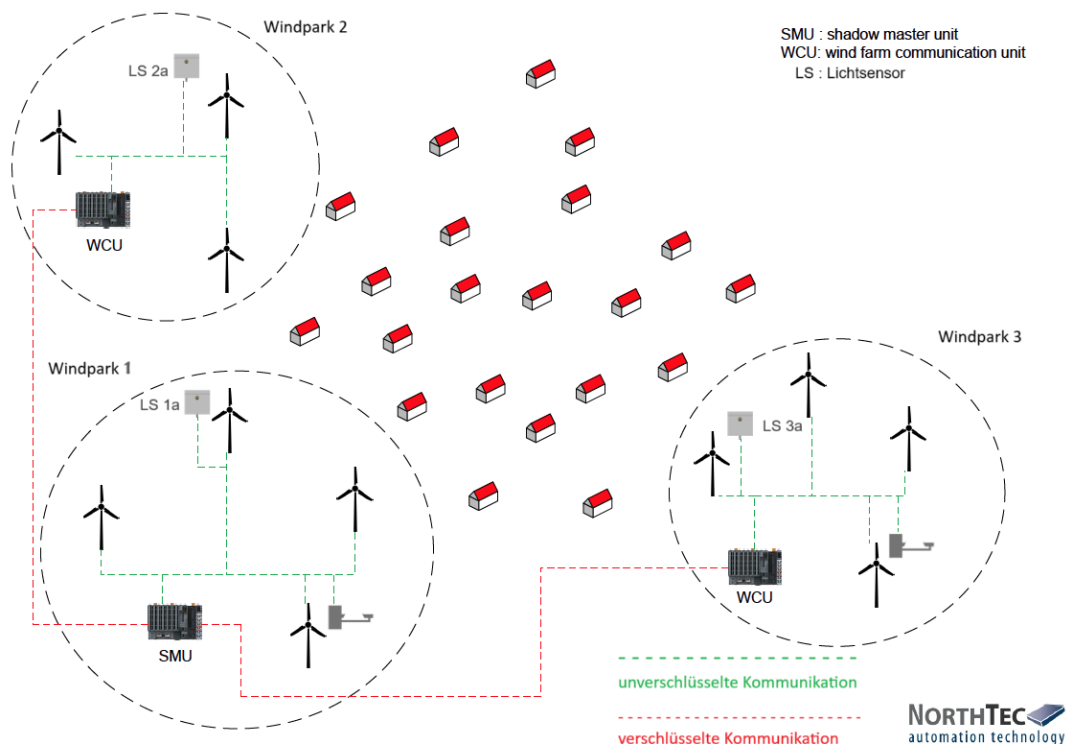 Windpark 2
SMU : shadow master unit
WCU: wind farm communication unit
LS : Lichtsensor
LS 2a
WCU
Windpark 1
Windpark 3
LS 1a
LS 3a
WCU
SMU
unverschlüsselte Kommunikation
verschlüsselte Kommunikation
NORTHTEC
automation technology